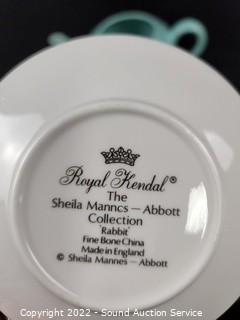 Royal Kendal®
The
Sheila Manncs — Abbott
Collection
'Rabbit'
Fine Bone China
Made in England
© Sheila Mannes - Abbott
Copyright 2022 - Sound Auction Service